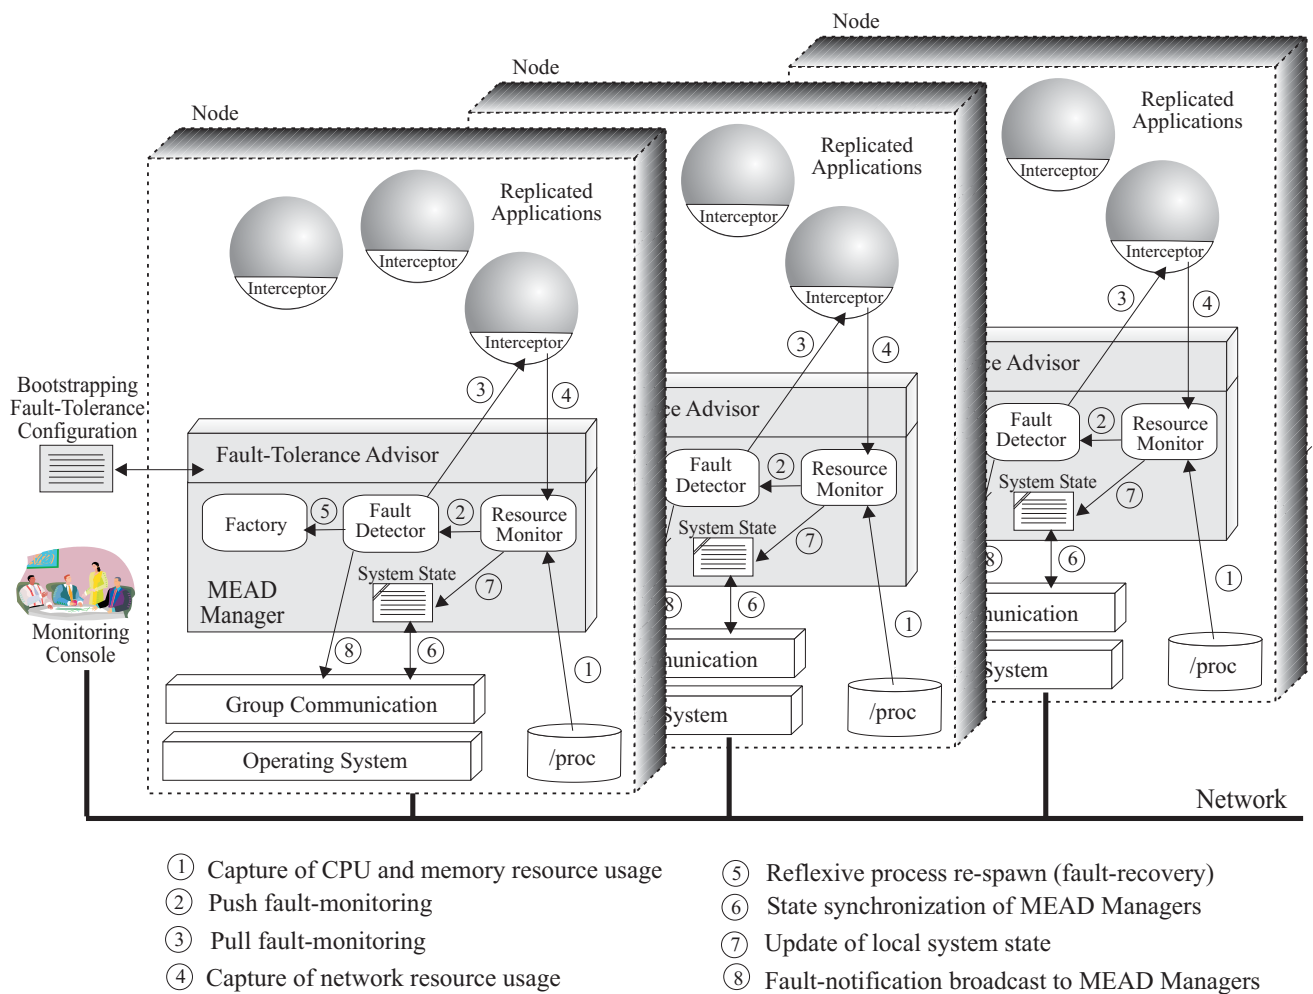 Node
Node
Node
Replicated
Applications
Interceptor
Interceptor
3
4
ce Advisor
Fault
Detector
2
Resource
Monitor
System State
7
8
6
1
munication
System
/proc
Replicated
Applications
Interceptor
Interceptor
3
4
ce Advisor
Fault
Detector
2
Resource
Monitor
System State
7
8
6
1
munication
System
/proc
Replicated
Applications
Interceptor
Interceptor
Interceptor
3
4
Bootstrapping
Fault-Tolerance
Configuration
Fault-Tolerance Advisor
Factory
5
Fault
Detector
2
Resource
Monitor
System State
7
MEAD
Manager
8
6
1
Monitoring
Console
Group Communication
Operating System
/proc
Network
1 Capture of CPU and memory resource usage
2 Push fault-monitoring
3 Pull fault-monitoring
4 Capture of network resource usage
5 Reflexive process re-spawn (fault-recovery)
6 State synchronization of MEAD Managers
7 Update of local system state
8 Fault-notification broadcast to MEAD Managers